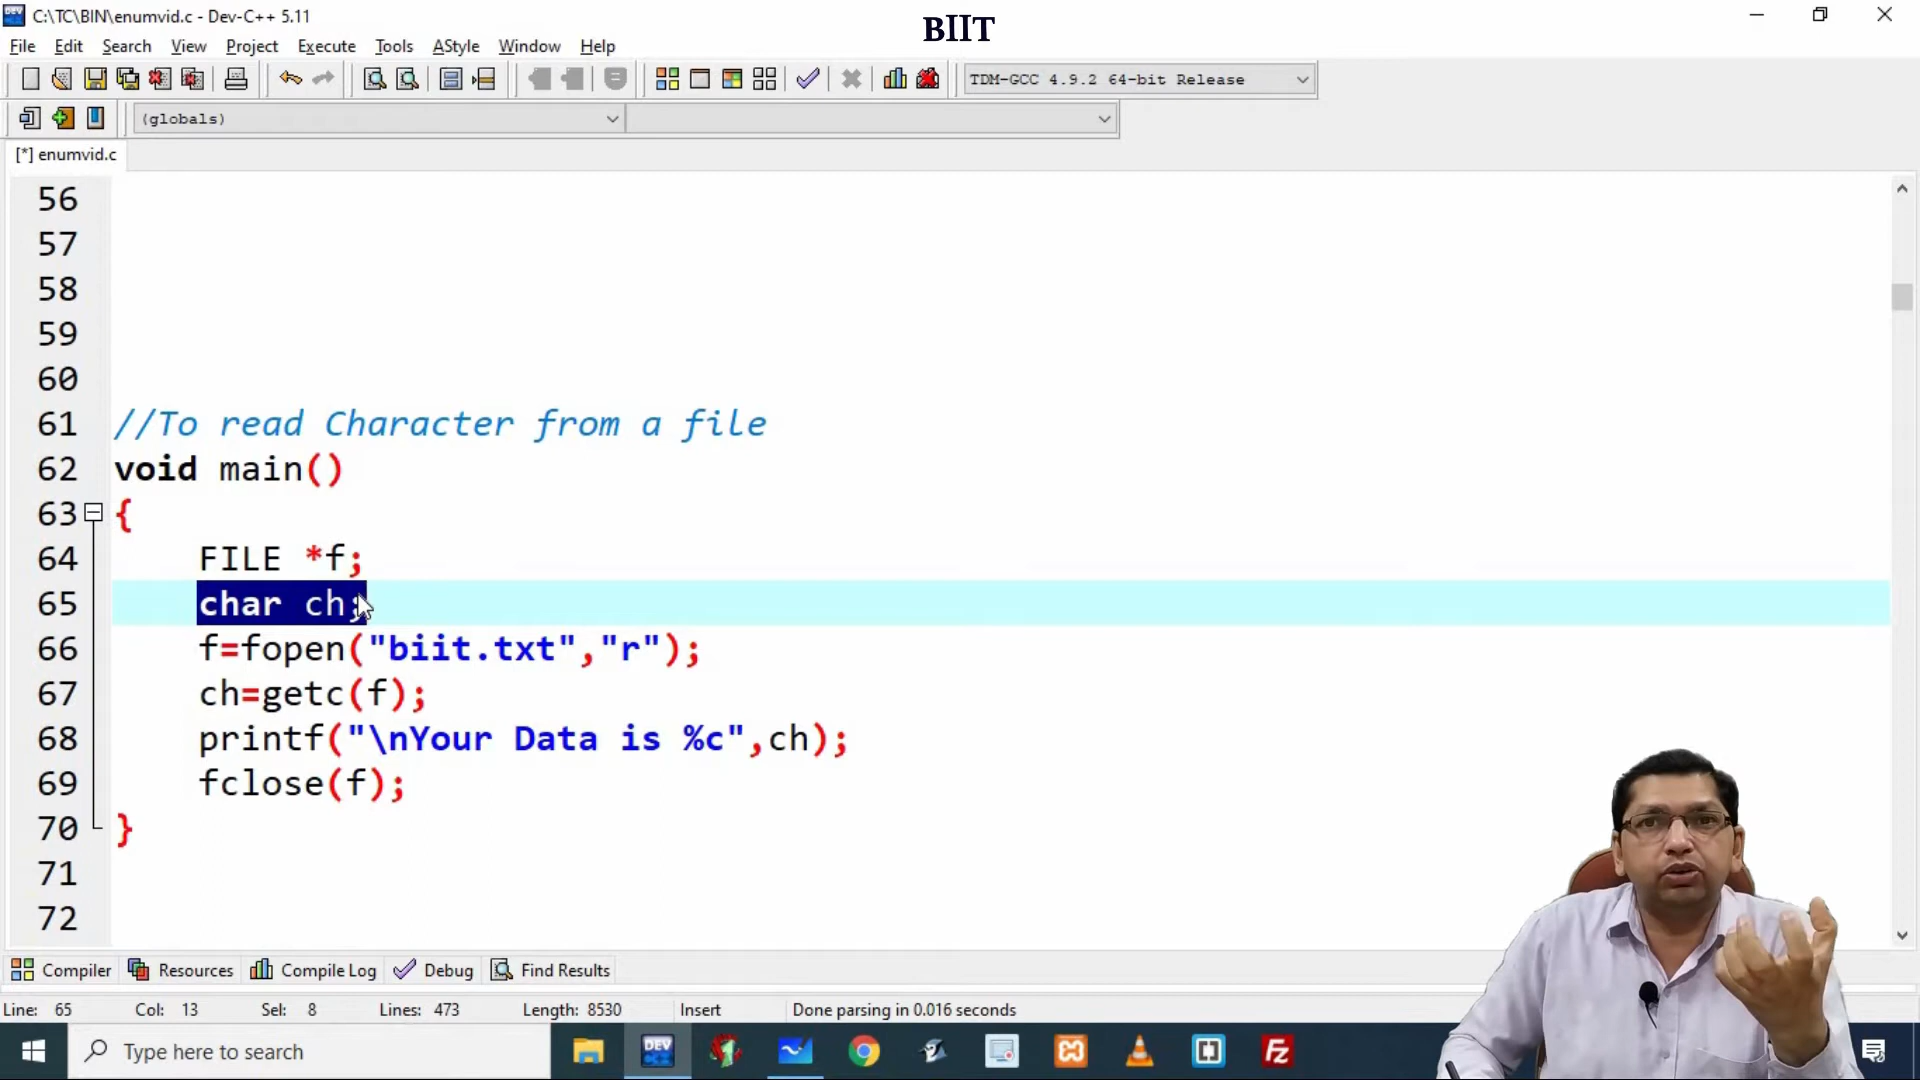 C:\TC\BIN\enumvid.c - Dev-C++ 5.11
BIIT
File Edit Search View Project Execute Tools AStyle Window Help
TDM-GCC 4.9.2 64-bit Release
(globals)
[*] enumvid.c
56
57
58
59
60
61 //To read Character from a file
62 void main()
63 {
64 FILE *f;
65 char ch;
66 f=fopen("biit.txt","r");
67 ch=getc(f);
68 printf("\nYour Data is %c",ch);
69 fclose(f);
70 }
71
72
Compiler Resources Compile Log Debug Find Results
Line: 65 Col: 13 Sel: 8 Lines: 473 Length: 8530 Insert Done parsing in 0.016 seconds
Type here to search DEV C++ Fz